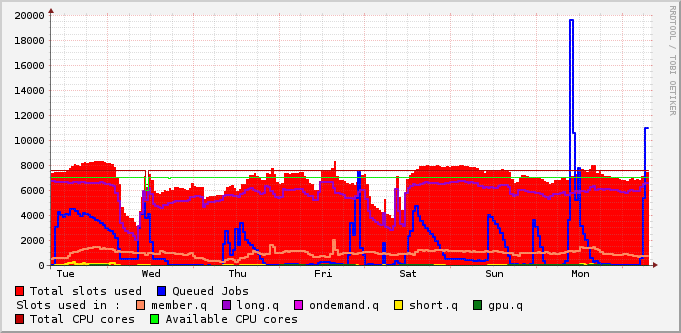 20000
18000
16000
14000
12000
10000
8000
6000
4000
2000
0
Tue Wed Thu Fri Sat Sun Mon
Total slots used Queued Jobs
Slots used in : member.q long.q ondemand.q short.q gpu.q
Total CPU cores Available CPU cores
RRDTOOL / TOBI OETIKER